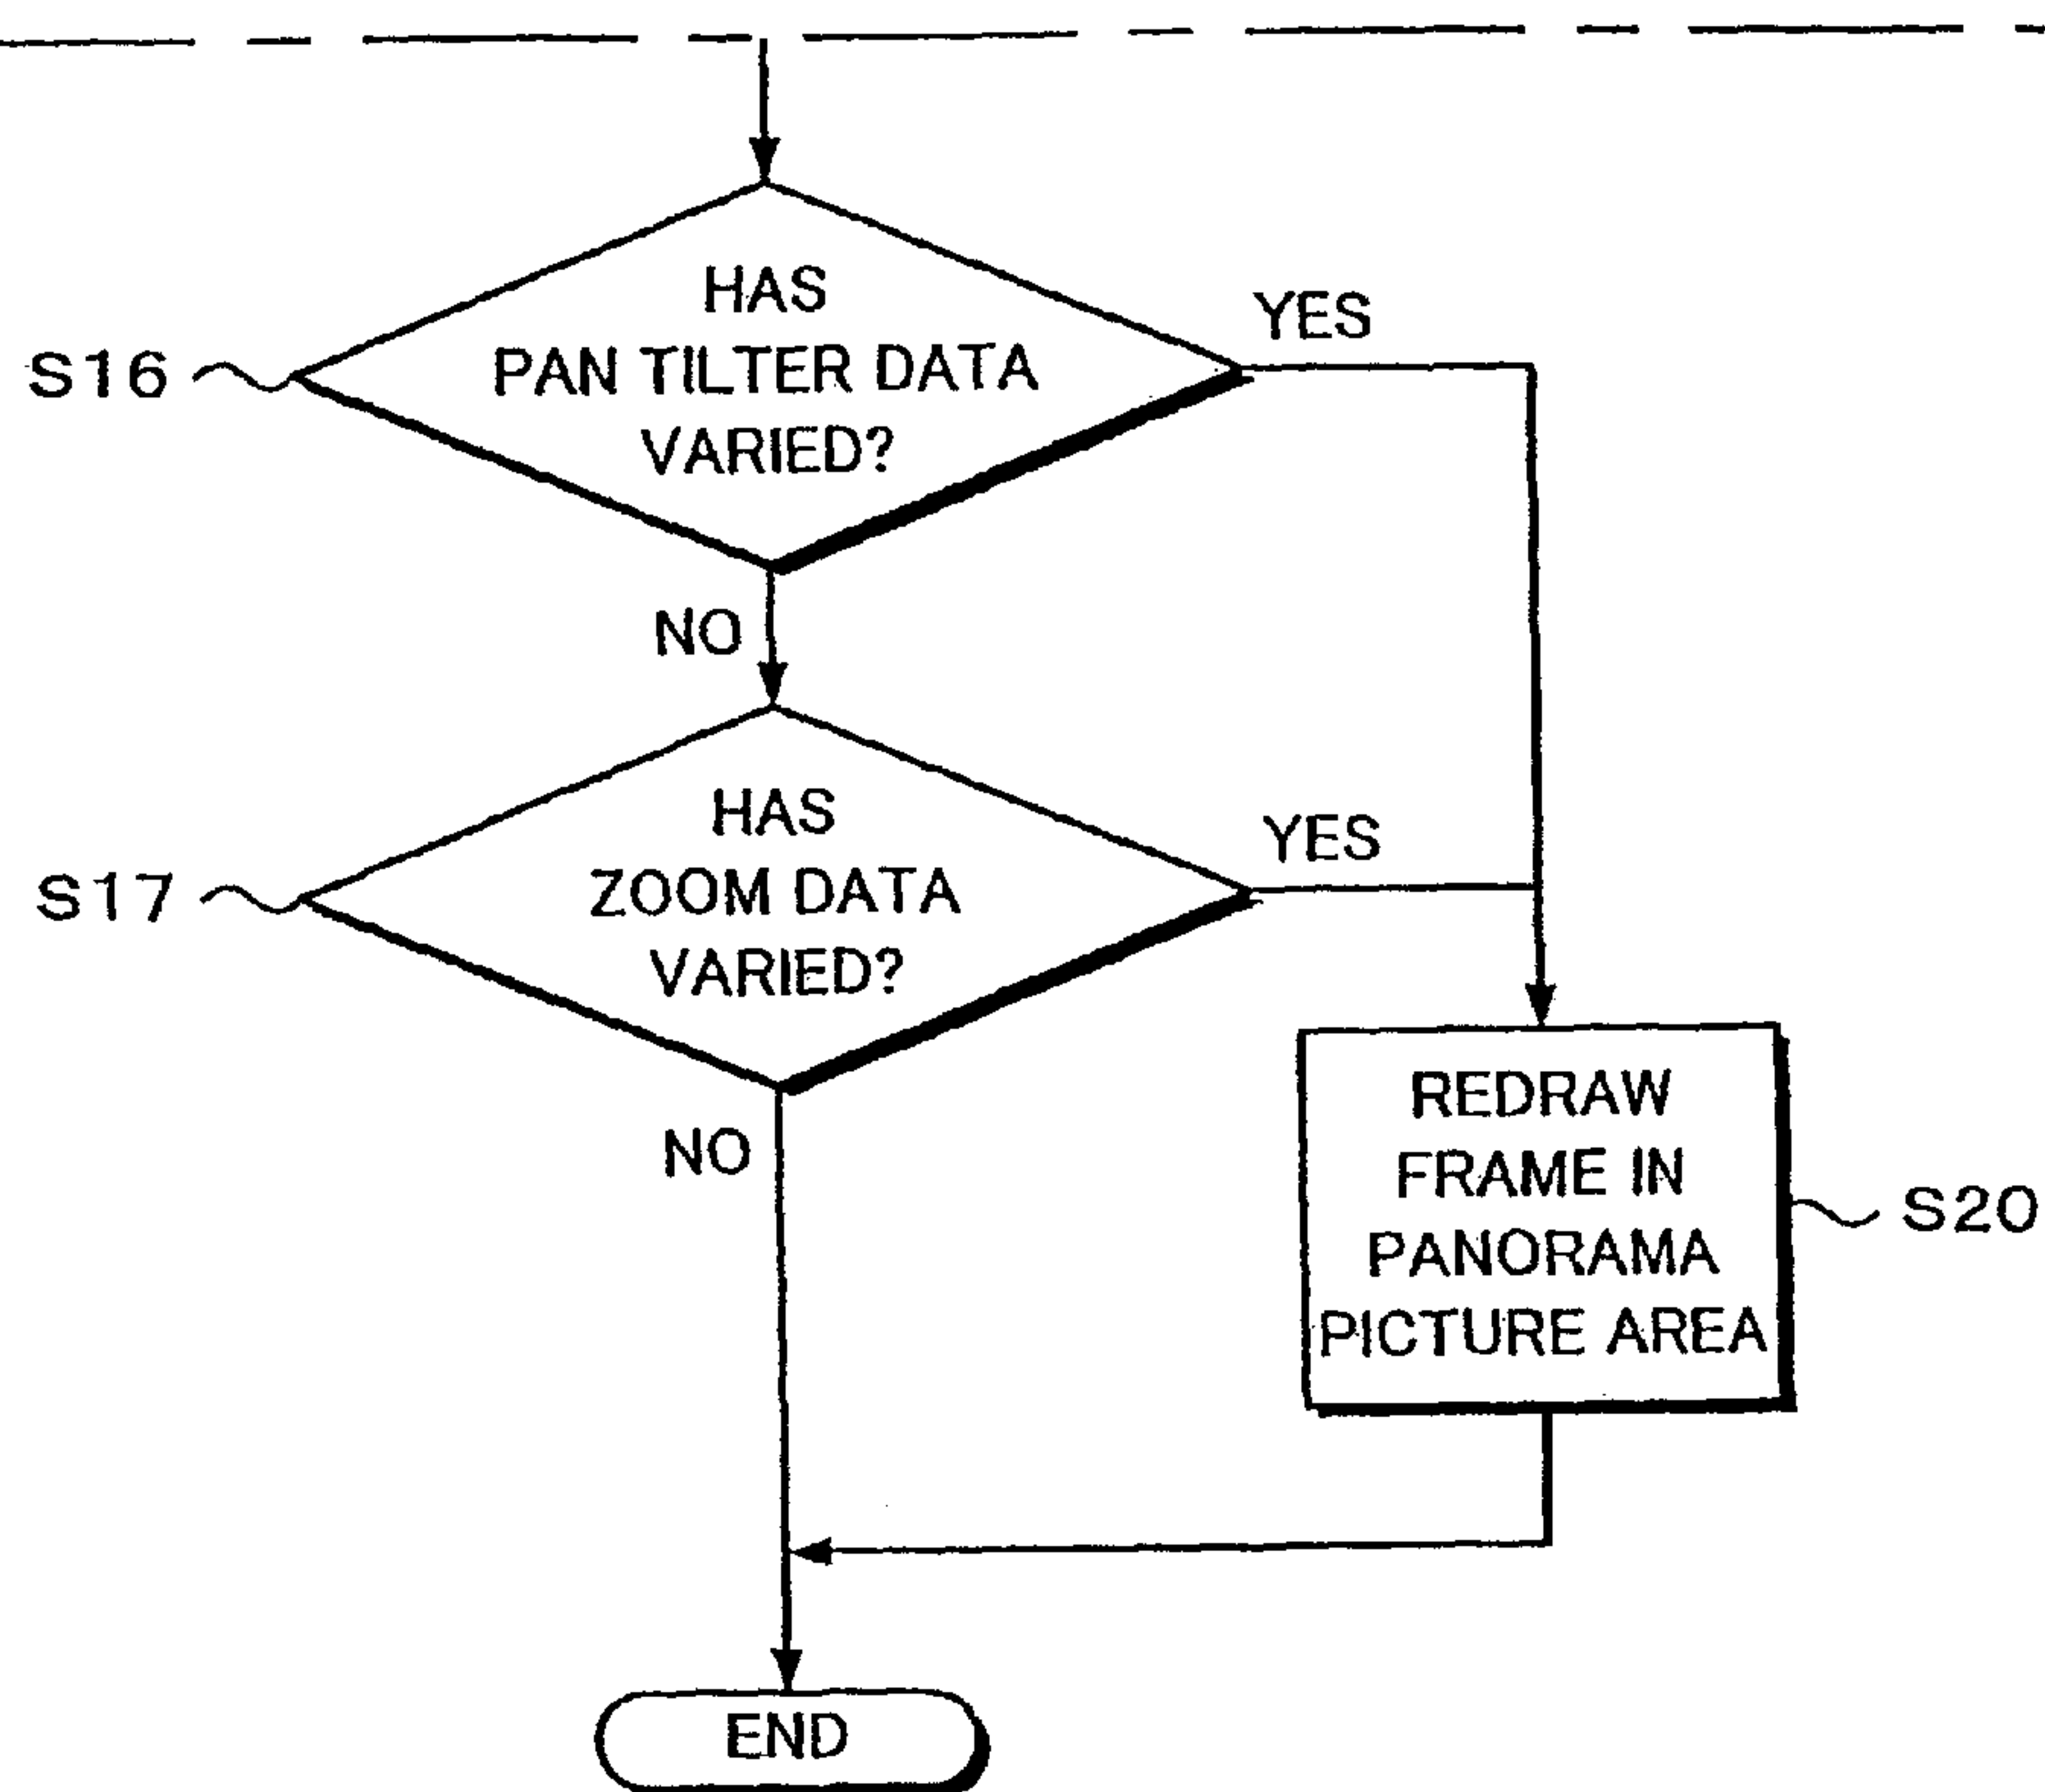 HAS
PAN TILTER DATA
VARIED?
YES
S16
NO
HAS
ZOOM DATA
VARIED?
YES
S17
NO
REDRAW
FRAME IN
PANORAMA
PICTURE AREA
S20
END